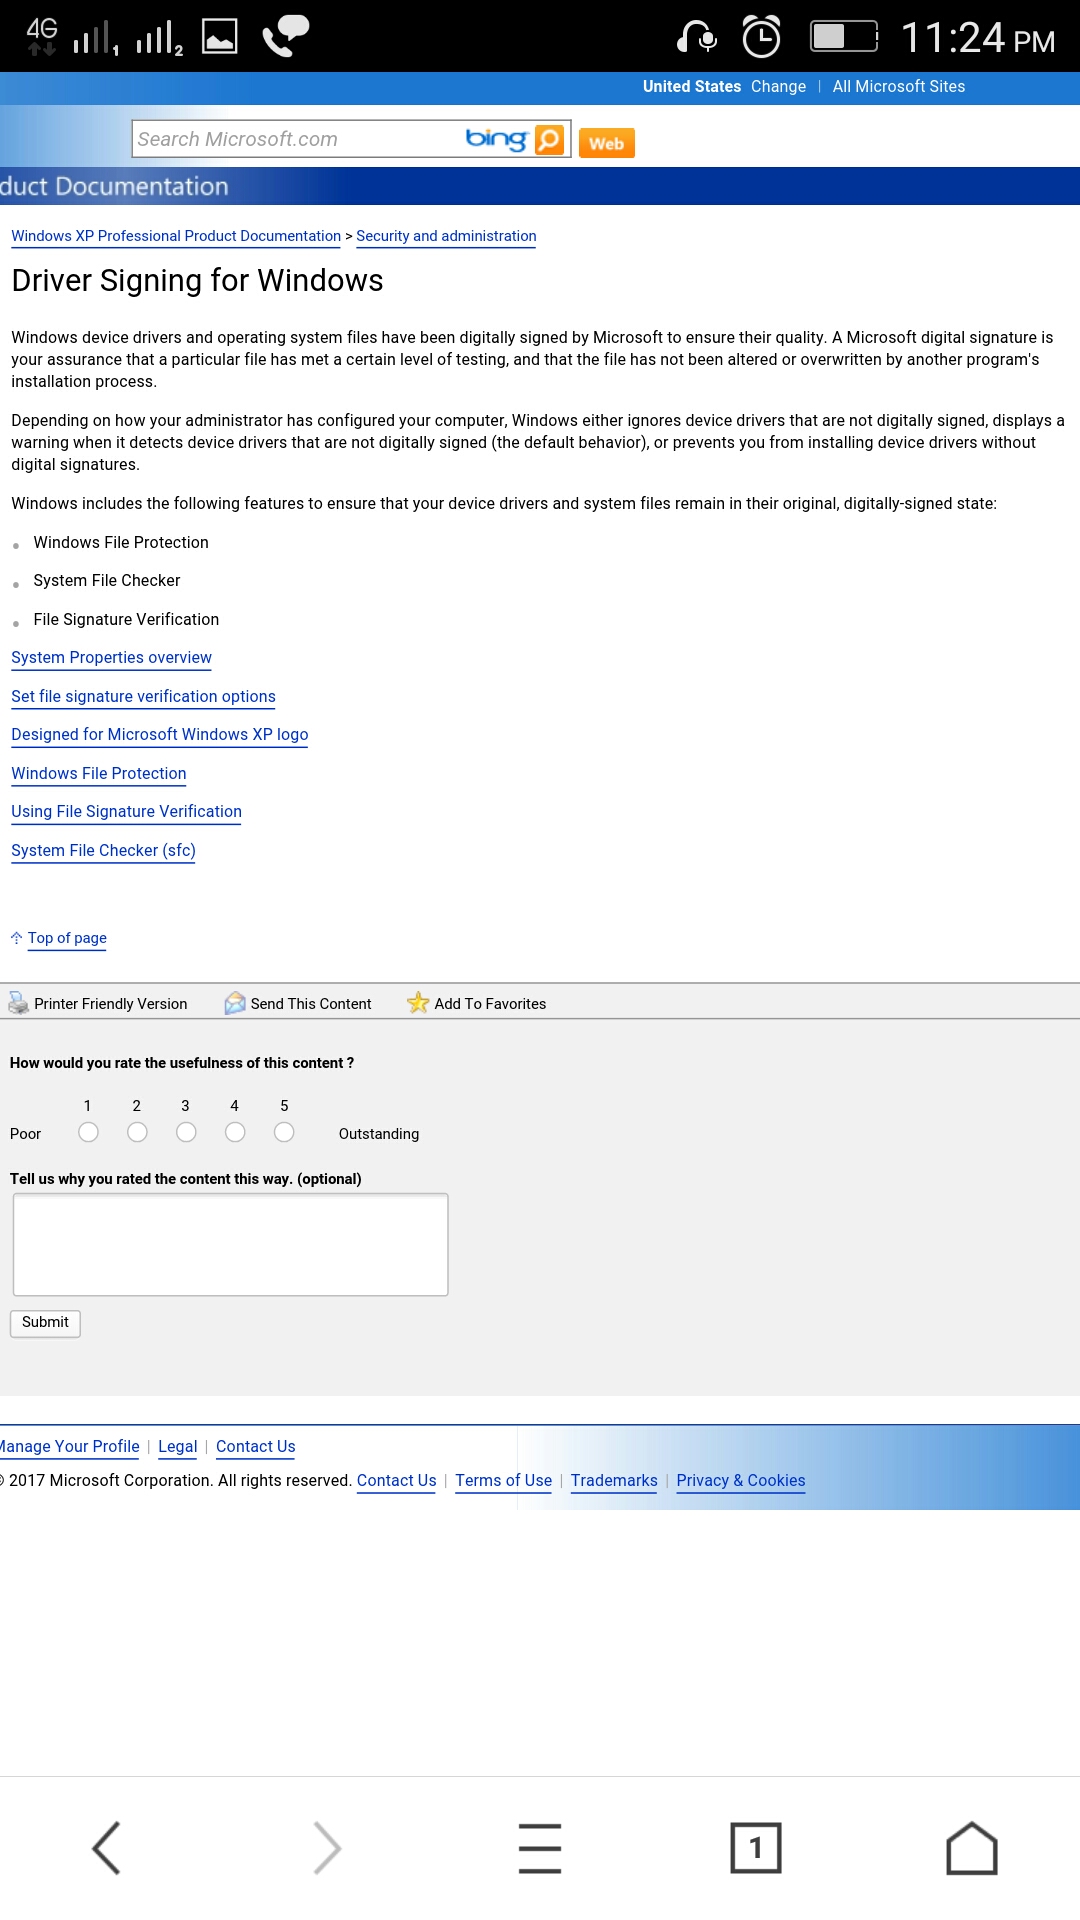 4G 1 2 11:24 PM
United States Change | All Microsoft Sites
Search Microsoft.com bing Web
duct Documentation
Windows XP Professional Product Documentation > Security and administration
Driver Signing for Windows
Windows device drivers and operating system files have been digitally signed by Microsoft to ensure their quality. A Microsoft digital signature is
your assurance that a particular file has met a certain level of testing, and that the file has not been altered or overwritten by another program's
installation process.
Depending on how your administrator has configured your computer, Windows either ignores device drivers that are not digitally signed, displays a
warning when it detects device drivers that are not digitally signed (the default behavior), or prevents you from installing device drivers without
digital signatures.
Windows includes the following features to ensure that your device drivers and system files remain in their original, digitally-signed state:
• Windows File Protection
• System File Checker
• File Signature Verification
System Properties overview
Set file signature verification options
Designed for Microsoft Windows XP logo
Windows File Protection
Using File Signature Verification
System File Checker (sfc)
Top of page
Printer Friendly Version Send This Content Add To Favorites
How would you rate the usefulness of this content ?
1 2 3 4 5
Poor Outstanding
Tell us why you rated the content this way. (optional)
Submit
Manage Your Profile | Legal | Contact Us
© 2017 Microsoft Corporation. All rights reserved. Contact Us | Terms of Use | Trademarks | Privacy & Cookies
1